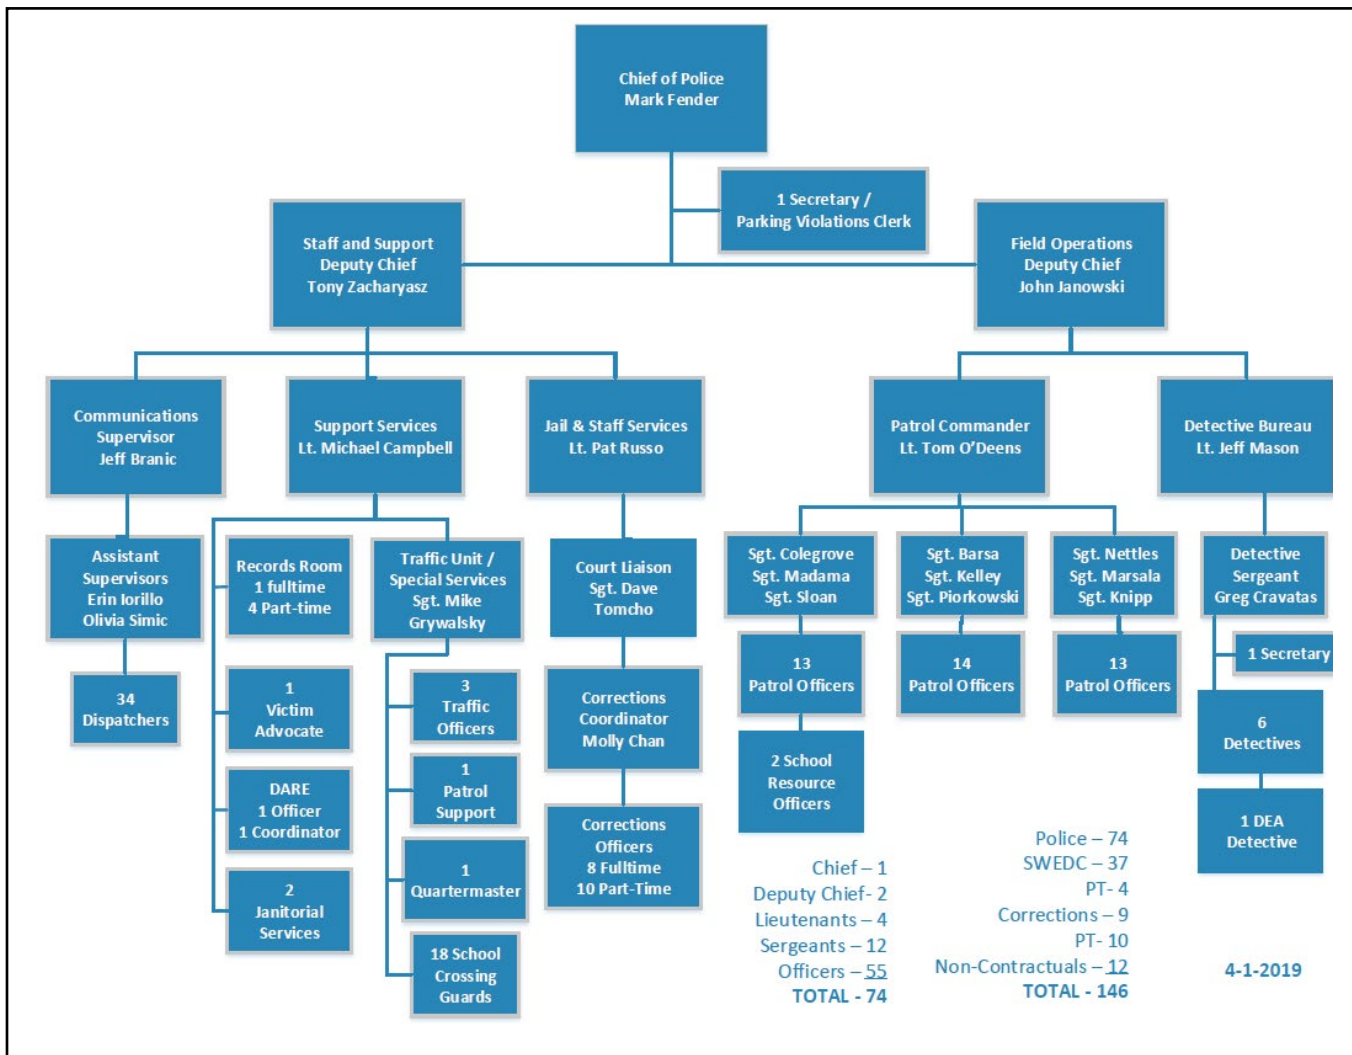 Chief of Police
Mark Fender
1 Secretary /
Parking Violations Clerk
Staff and Support
Deputy Chief
Tony Zacharyasz
Field Operations
Deputy Chief
John Janowski
Communications
Supervisor
Jeff Branic
Support Services
Lt. Michael Campbell
Jail & Staff Services
Lt. Pat Russo
Patrol Commander
Lt. Tom O’Deens
Detective Bureau
Lt. Jeff Mason
Assistant
Supervisors
Erin Iorillo
Olivia Simic
34
Dispatchers
Records Room
1 fulltime
4 Part-time
1
Victim
Advocate
DARE
1 Officer
1 Coordinator
2
Janitorial
Services
Traffic Unit /
Special Services
Sgt. Mike
Grywalsky
3
Traffic
Officers
1
Patrol
Support
1
Quartermaster
18 School
Crossing
Guards
Court Liaison
Sgt. Dave
Tomcho
Corrections
Coordinator
Molly Chan
Corrections
Officers
8 Fulltime
10 Part-Time
Sgt. Colegrove
Sgt. Madama
Sgt. Sloan
13
Patrol Officers
2 School
Resource
Officers
Sgt. Barsa
Sgt. Kelley
Sgt. Piorkowski
14
Patrol Officers
Sgt. Nettles
Sgt. Marsala
Sgt. Knipp
13
Patrol Officers
Detective
Sergeant
Greg Cravatas
1 Secretary
6
Detectives
1 DEA
Detective
Chief – 1
Deputy Chief- 2
Lieutenants – 4
Sergeants – 12
Officers – 55
TOTAL - 74
Police – 74
SWEDC – 37
PT- 4
Corrections – 9
PT- 10
Non-Contractuals – 12
TOTAL - 146
4-1-2019